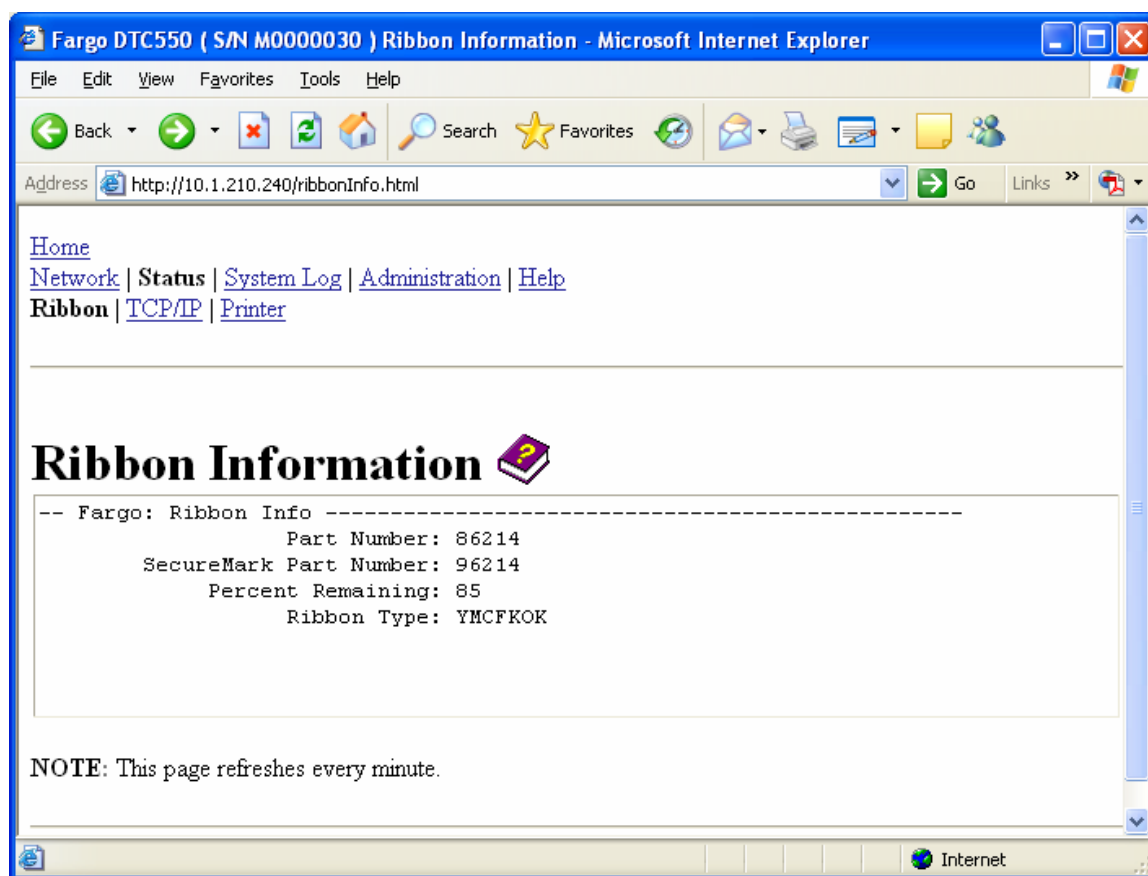 Fargo DTC550 ( S/N M0000030 ) Ribbon Information - Microsoft Internet Explorer
File Edit View Favorites Tools Help
Back Search Favorites
Address http://10.1.210.240/ribbonInfo.html Go Links »
Home
Network | Status | System Log | Administration | Help
Ribbon | TCP/IP | Printer
Ribbon Information ?
-- Fargo: Ribbon Info -------------------------------------------------
Part Number: 86214
SecureMark Part Number: 96214
Percent Remaining: 85
Ribbon Type: YMCFKOK
NOTE: This page refreshes every minute.
Internet